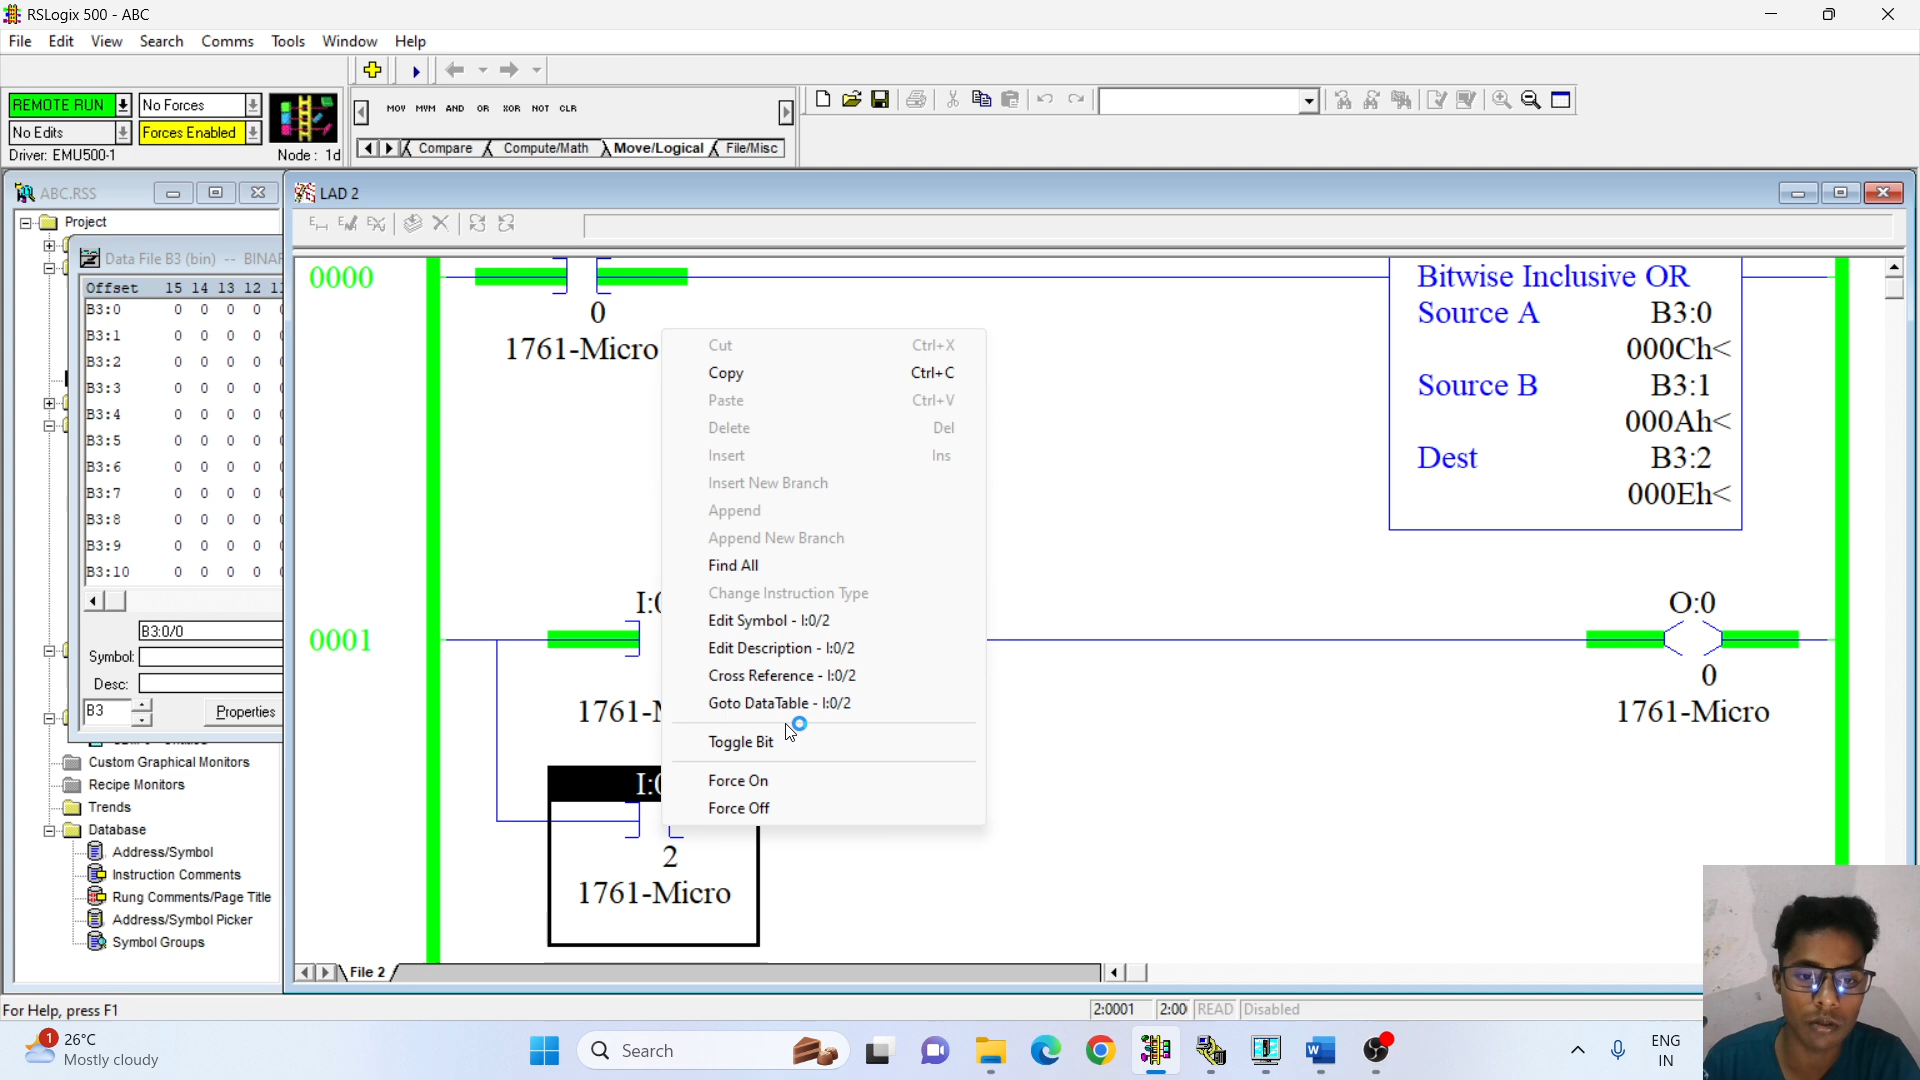 RSLogix 500 - ABC
File Edit View Search Comms Tools Window Help
REMOTE RUN No Forces
No Edits Forces Enabled
Driver: EMU500-1 Node: 1d
MOV MVM AND OR XOR NOT CLR
Compare Compute/Math Move/Logical File/Misc
ABC.RSS
Project
Data File B3 (bin) -- BINAR
Offset 15 14 13 12 11
B3:0 0 0 0 0
B3:1 0 0 0 0
B3:2 0 0 0 0
B3:3 0 0 0 0
B3:4 0 0 0 0
B3:5 0 0 0 0
B3:6 0 0 0 0
B3:7 0 0 0 0
B3:8 0 0 0 0
B3:9 0 0 0 0
B3:10 0 0 0 0
B3:0/0
Symbol:
Desc:
B3 Properties
Custom Graphical Monitors
Recipe Monitors
Trends
Database
Address/Symbol
Instruction Comments
Rung Comments/Page Title
Address/Symbol Picker
Symbol Groups
LAD 2
0000
0
1761-Micro
Bitwise Inclusive OR
Source A B3:0
000Ch<
Source B B3:1
000Ah<
Dest B3:2
000Eh<
Cut Ctrl+X
Copy Ctrl+C
Paste Ctrl+V
Delete Del
Insert Ins
Insert New Branch
Append
Append New Branch
Find All
Change Instruction Type
Edit Symbol - I:0/2
Edit Description - I:0/2
Cross Reference - I:0/2
Goto DataTable - I:0/2
Toggle Bit
Force On
Force Off
0001
O:0
0
1761-Micro
2
1761-Micro
File 2
For Help, press F1
2:0001 2:00 READ Disabled
1 26°C
Mostly cloudy
Search
ENG
IN